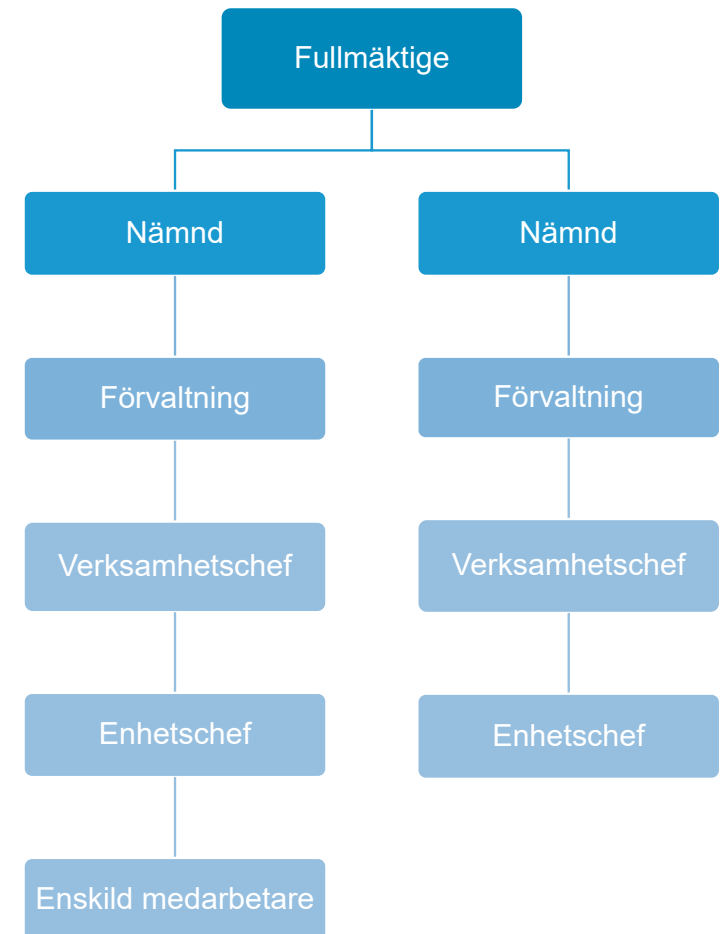 Fullmäktige
Nämnd
Nämnd
Förvaltning
Förvaltning
Verksamhetschef
Verksamhetschef
Enhetschef
Enhetschef
Enskild medarbetare